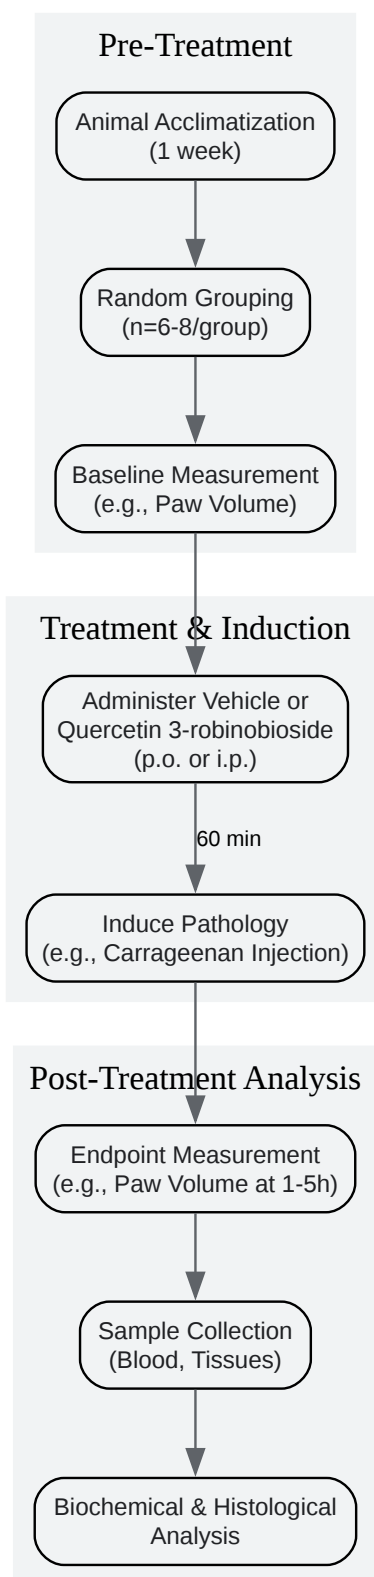 Pre-Treatment
Animal Acclimatization
(1 week)
Random Grouping
(n=6-8/group)
Baseline Measurement
(e.g., Paw Volume)
Treatment & Induction
Administer Vehicle or
Quercetin 3-robinobioside
(p.o. or i.p.)
60 min
Induce Pathology
(e.g., Carrageenan Injection)
Post-Treatment Analysis
Endpoint Measurement
(e.g., Paw Volume at 1-5h)
Sample Collection
(Blood, Tissues)
Biochemical & Histological
Analysis